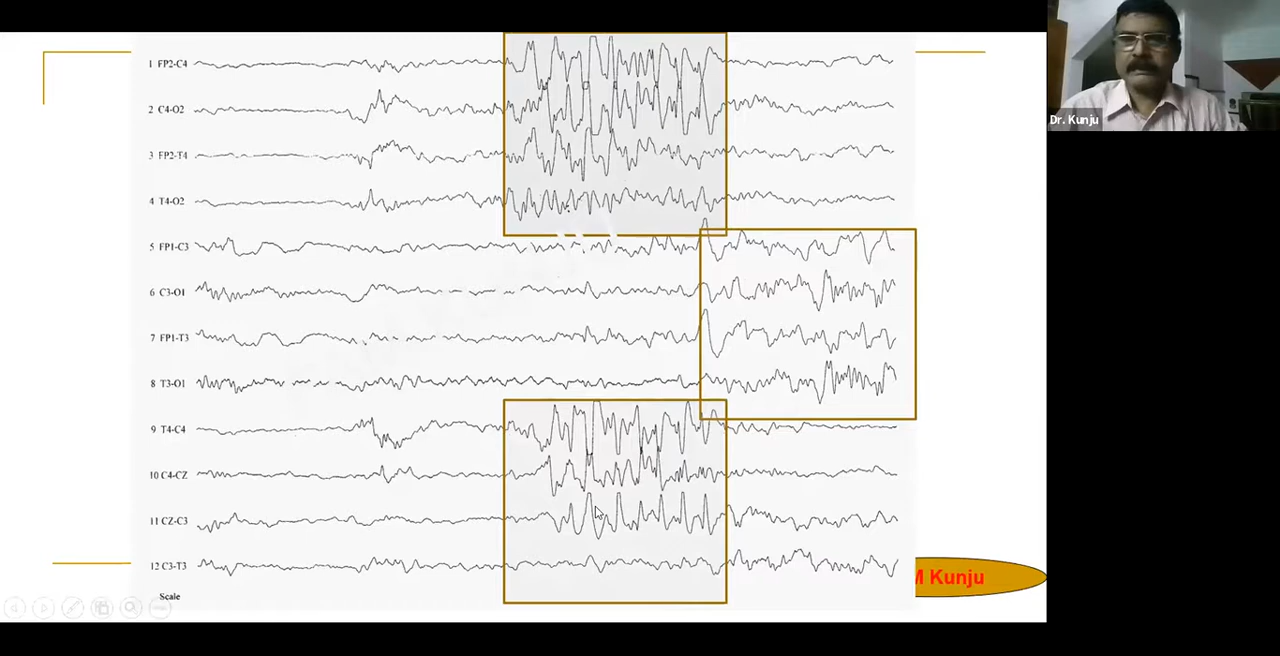 1 FP2-C4
2 C4-O2
3 FP2-T4
4 T4-O2
5 FP1-C3
6 C3-O1
7 FP1-T3
8 T3-O1
9 T4-C4
10 C4-CZ
11 CZ-C3
12 C3-T3
Scale
M Kunju
Dr. Kunju